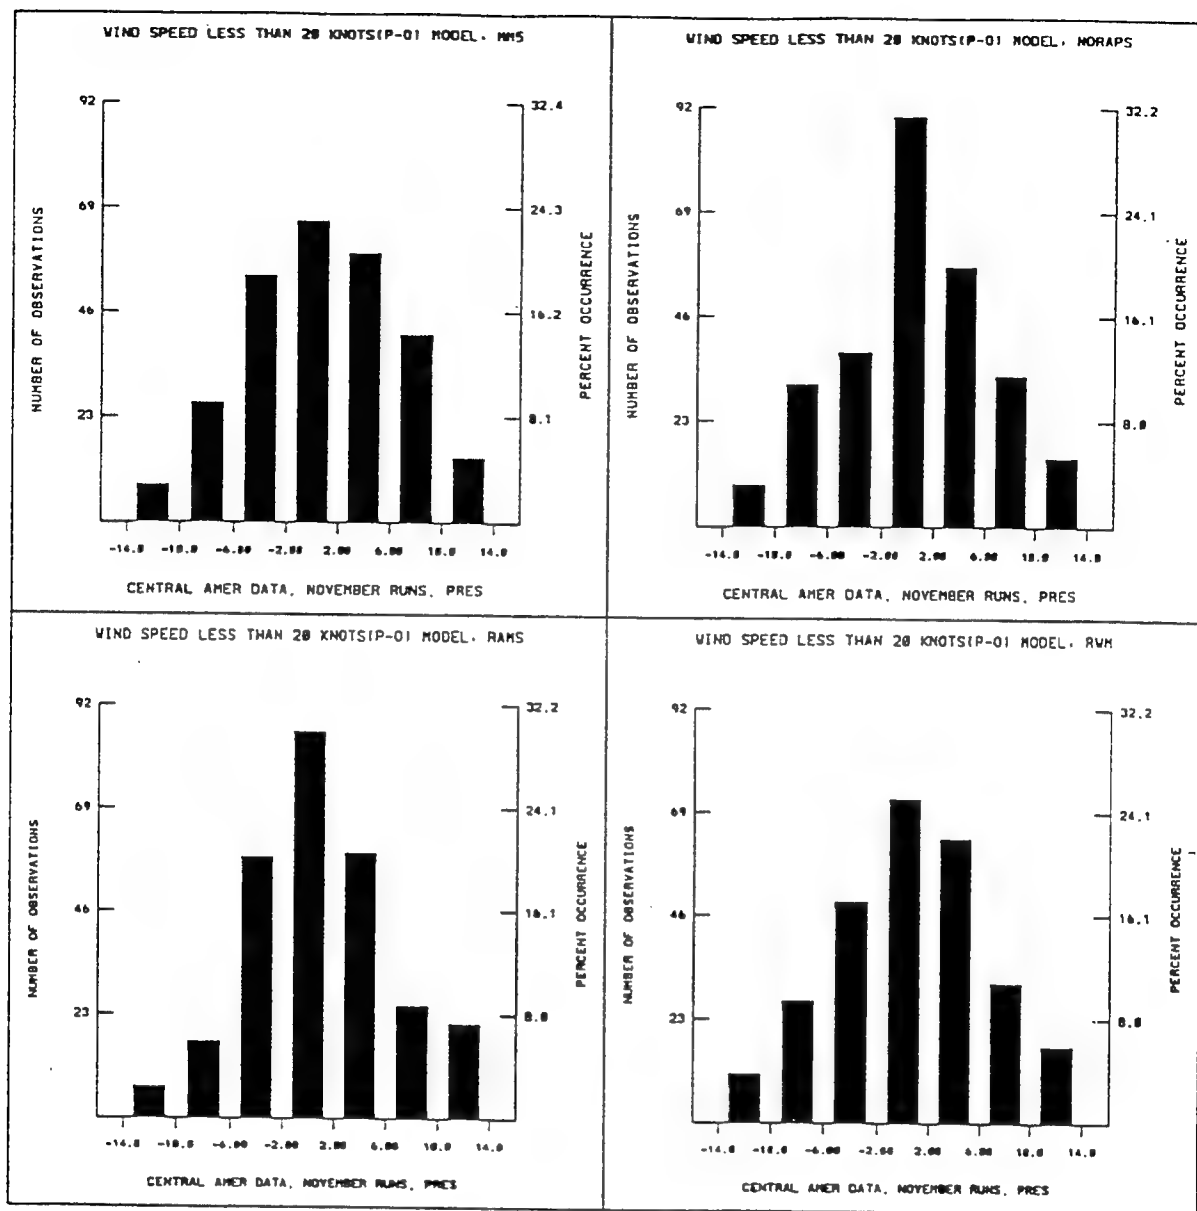 WIND SPEED LESS THAN 20 KNOTS(P-O) MODEL. MM5
92
69
46
23
32.4
24.3
16.2
8.1
NUMBER OF OBSERVATIONS
PERCENT OCCURRENCE
-14.0 -10.0 -6.00 -2.00 2.00 6.00 10.0 14.0
CENTRAL AMER DATA, NOVEMBER RUNS, PRES
WIND SPEED LESS THAN 20 KNOTS(P-O) MODEL. NORAPS
92
69
46
23
32.2
24.1
16.1
8.0
NUMBER OF OBSERVATIONS
PERCENT OCCURRENCE
-14.0 -10.0 -6.00 -2.00 2.00 6.00 10.0 14.0
CENTRAL AMER DATA, NOVEMBER RUNS, PRES
WIND SPEED LESS THAN 20 KNOTS(P-O) MODEL. RAMS
92
69
46
23
32.2
24.1
16.1
8.0
NUMBER OF OBSERVATIONS
PERCENT OCCURRENCE
-14.0 -10.0 -6.00 -2.00 2.00 6.00 10.0 14.0
CENTRAL AMER DATA, NOVEMBER RUNS, PRES
WIND SPEED LESS THAN 20 KNOTS(P-O) MODEL. RWM
92
69
46
23
32.2
24.1
16.1
8.0
NUMBER OF OBSERVATIONS
PERCENT OCCURRENCE
-14.0 -10.0 -6.00 -2.00 2.00 6.00 10.0 14.0
CENTRAL AMER DATA, NOVEMBER RUNS, PRES